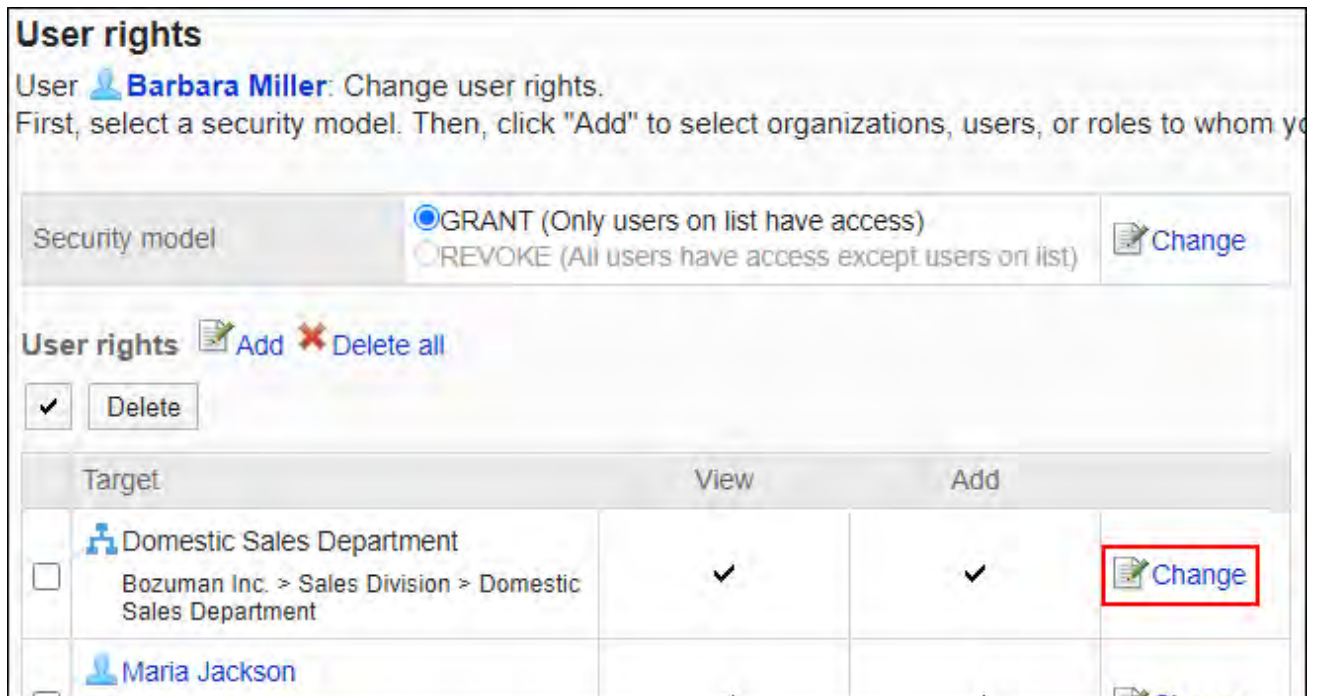 User rights
User Barbara Miller: Change user rights.
First, select a security model. Then, click "Add" to select organizations, users, or roles to whom
Security model
GRANT (Only users on list have access)
REVOKE (All users have access except users on list)
Change
User rights Add Delete all
Delete
Target View Add
Domestic Sales Department
Bozuman Inc. > Sales Division > Domestic
Sales Department
Change
Maria Jackson